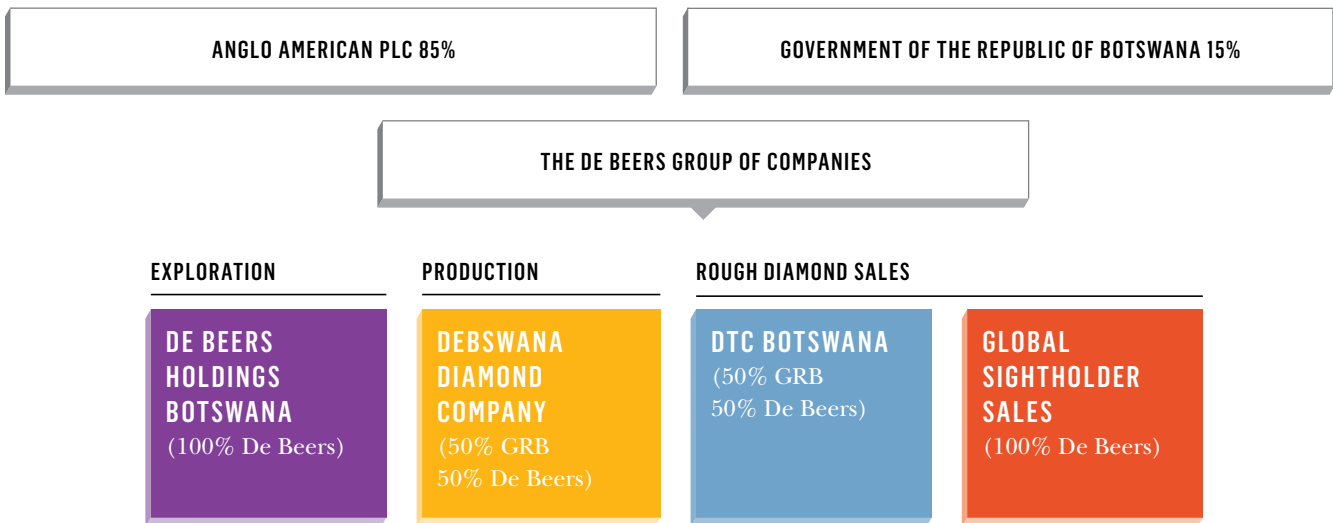 ANGLO AMERICAN PLC 85%
GOVERNMENT OF THE REPUBLIC OF BOTSWANA 15%
THE DE BEERS GROUP OF COMPANIES
EXPLORATION
DE BEERS
HOLDINGS
BOTSWANA
(100% De Beers)
PRODUCTION
DEBSWANA
DIAMOND
COMPANY
(50% GRB
50% De Beers)
ROUGH DIAMOND SALES
DTC BOTSWANA
(50% GRB
50% De Beers)
GLOBAL
SIGHTHOLDER
SALES
(100% De Beers)